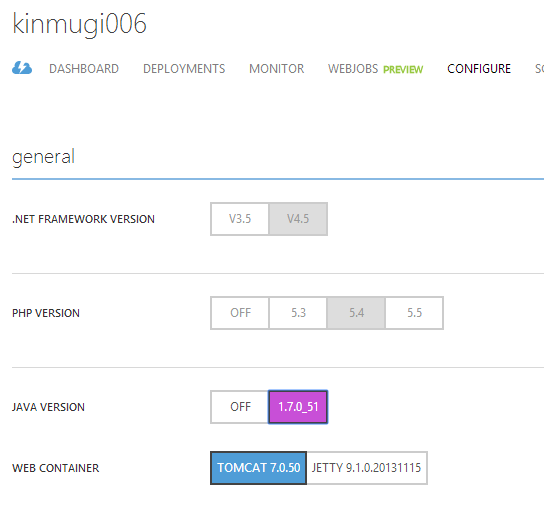 kinmugi006
DASHBOARD DEPLOYMENTS MONITOR WEBJOBS PREVIEW CONFIGURE
general
.NET FRAMEWORK VERSION V3.5 V4.5
PHP VERSION OFF 5.3 5.4 5.5
JAVA VERSION OFF 1.7.0_51
WEB CONTAINER TOMCAT 7.0.50 JETTY 9.1.0.20131115